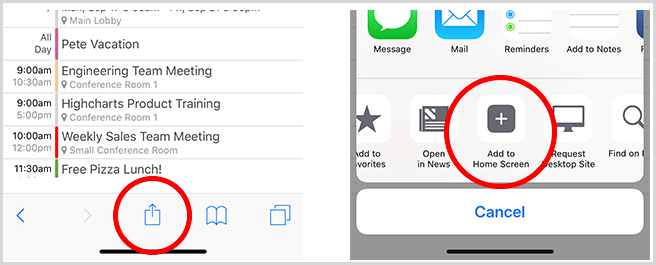 Main Lobby
All
Day
Pete Vacation
9:00am
10:30am
Engineering Team Meeting
Conference Room 1
9:00am
5:00pm
Highcharts Product Training
Conference Room 1
10:00am
12:00pm
Weekly Sales Team Meeting
Small Conference Room
11:30am
Free Pizza Lunch!
Message
Mail
Reminders
Add to Notes
Add to
Open
in News
Add to
Home Screen
Request
Desktop Site
Find on
Cancel